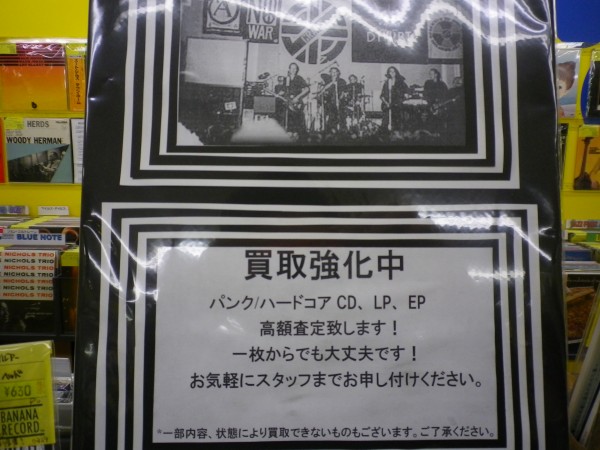 NO
WAR
HERDS
WOODY HERMAN
BLUE NOTE
NICHOLS TRIO
NICHOLS TRIO
NICHOLS TRIO
NICHOLS TRIO
NICHOLS TRIO
買取強化中
パンク/ハードコア CD、LP、EP
高額査定致します！
一枚からでも大丈夫です！
お気軽にスタッフまでお申し付けください。
*一部内容、状態により買取できないものもございます。ご了承ください。
¥630
BANANA
RECORD